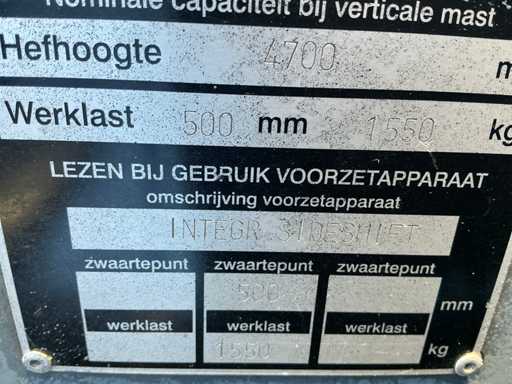 Nominale capaciteit bij verticale mast
Hefhoogte 4700 m
Werklast 500 mm 1550 kg
LEZEN BIJ GEBRUIK VOORZETAPPARAAT
omschrijving voorzetapparaat
INTEGR. SIDESHIFT
zwaartepunt zwaartepunt zwaartepunt
500 mm
werklast werklast werklast
1550 kg